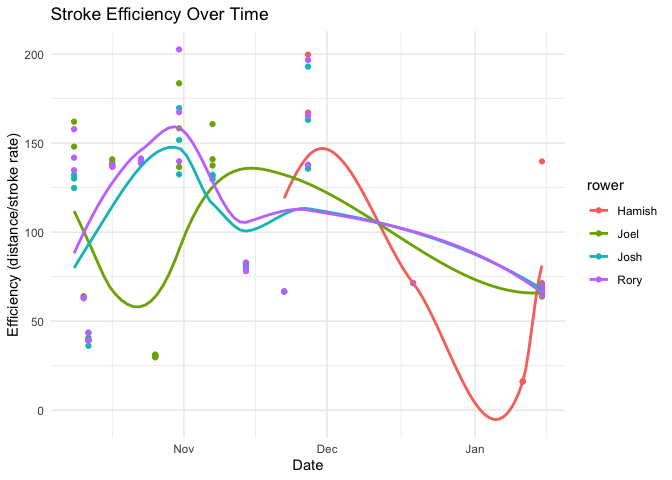 Stroke Efficiency Over Time
Efficiency (distance/stroke rate)
200
150
100
50
0
Nov
Dec
Jan
Date
rower
Hamish
Joel
Josh
Rory